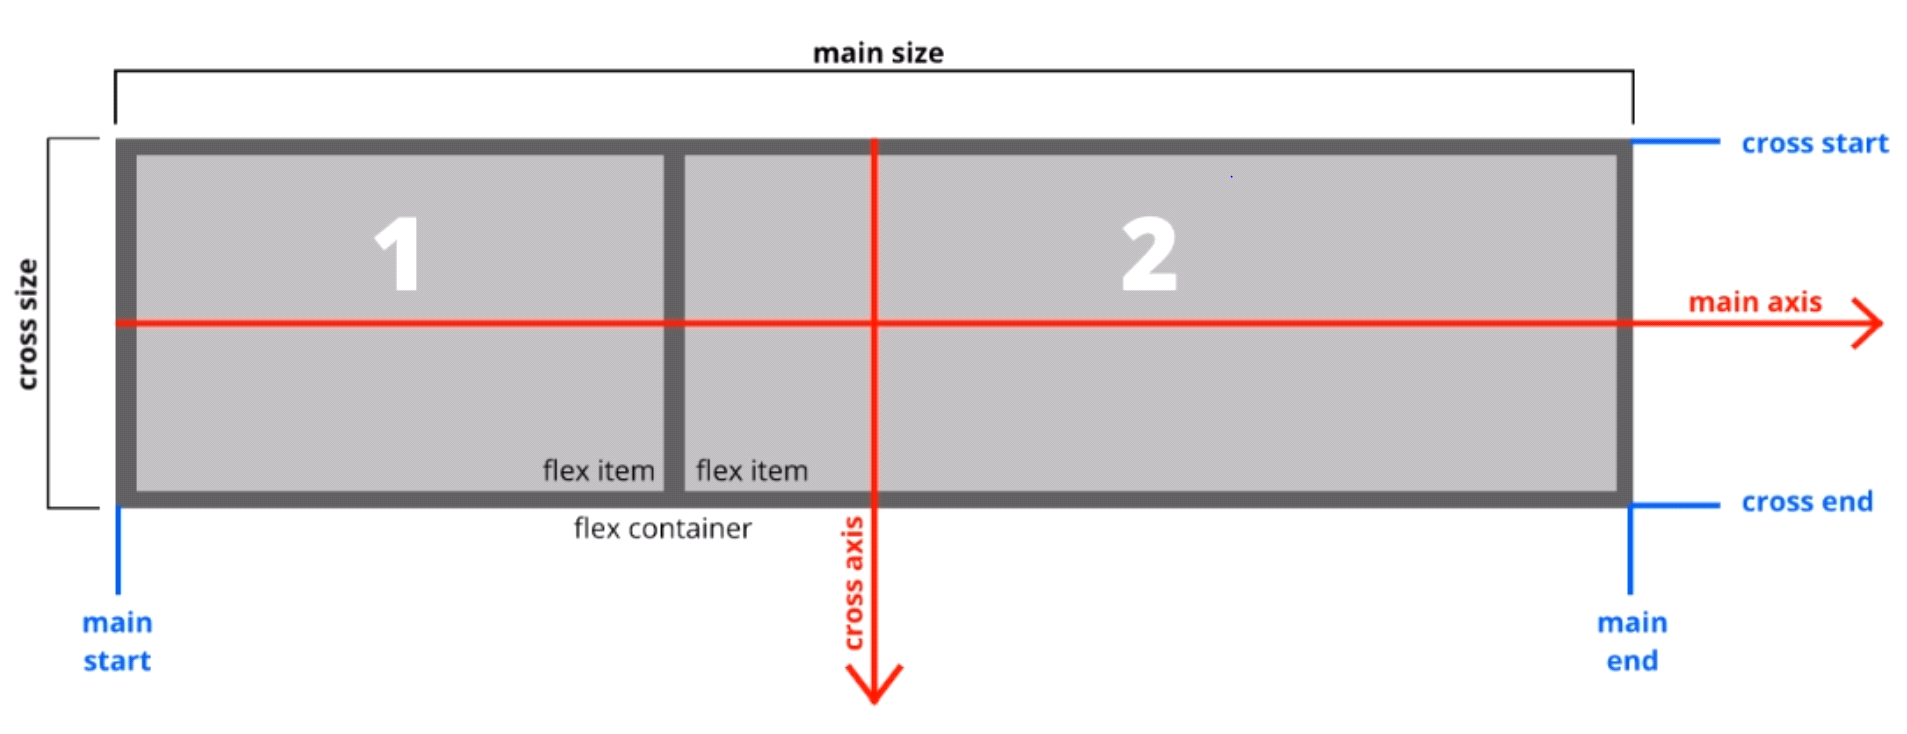 main size
cross start
cross size
1
2
main axis
flex item
flex item
cross end
flex container
cross axis
main
start
main
end